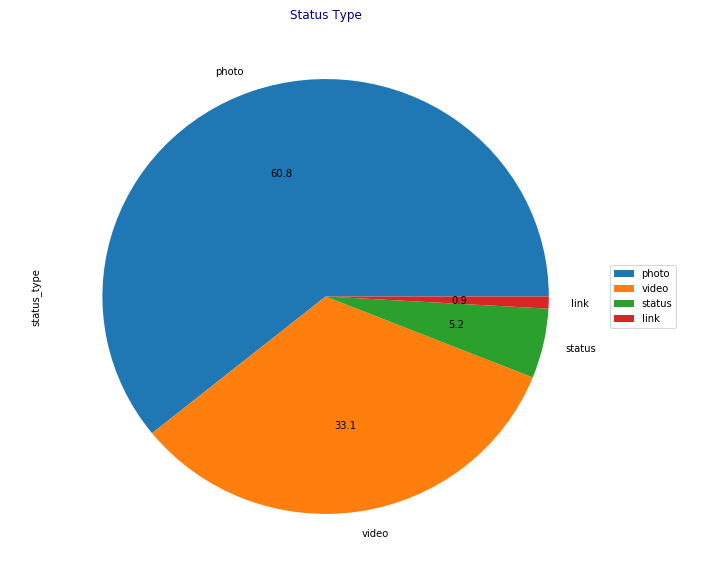 Status Type
photo
60.8
status_type
0.9
link
5.2
status
33.1
video
photo
video
status
link